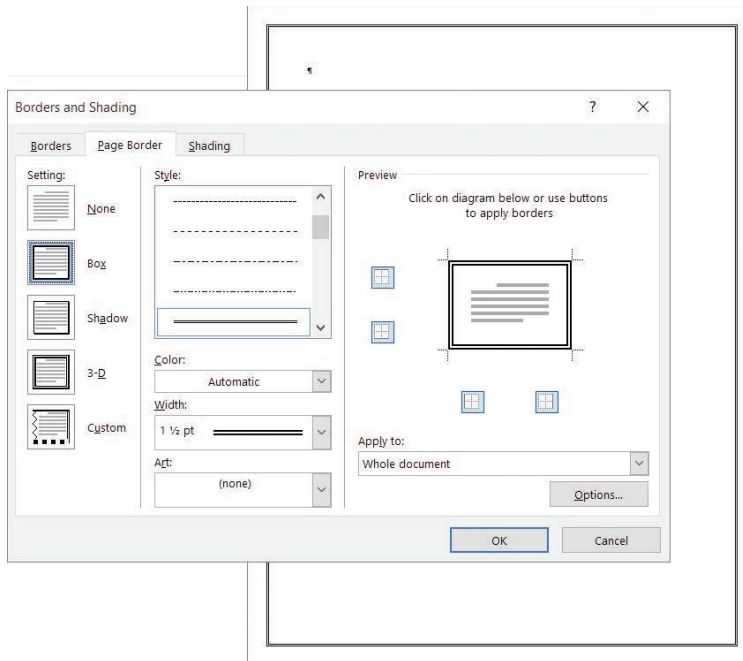 ¶
Borders and Shading
?
Borders
Page Border
Shading
Setting:
None
Box
Shadow
3-D
Custom
Style:
Color:
Automatic
Width:
1 ½ pt
Art:
(none)
Preview
Click on diagram below or use buttons
to apply borders
Apply to:
Whole document
Options...
OK
Cancel